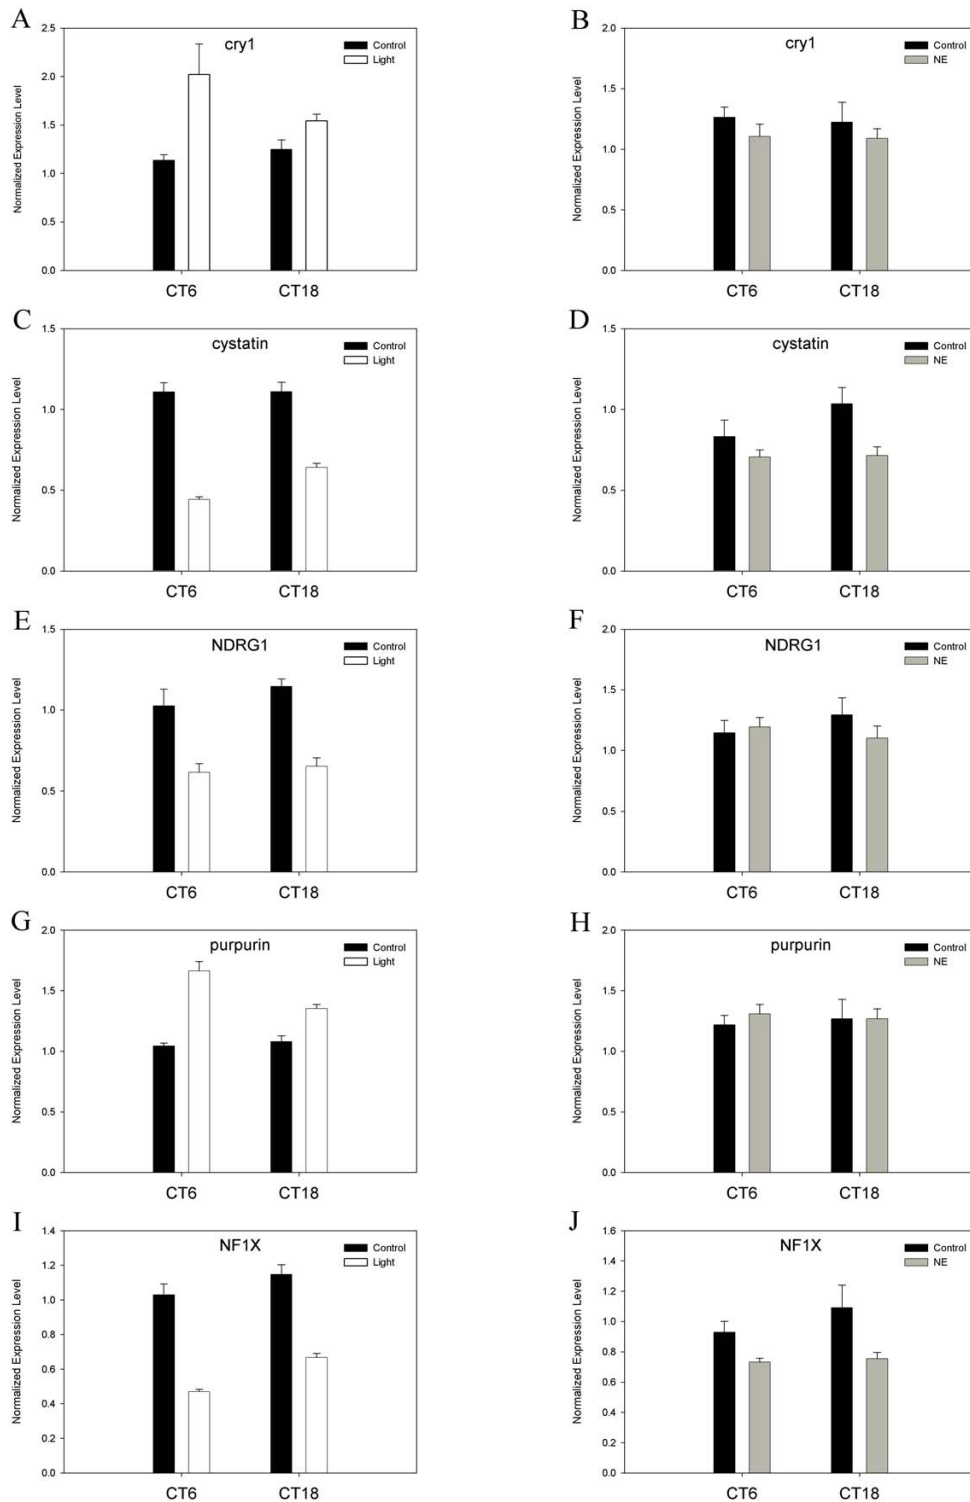 A
cry1
Control
Light
Normalized Expression Level
2.5
2.0
1.5
1.0
0.5
0.0
CT6
CT18
B
cry1
Control
NE
Normalized Expression Level
2.0
1.5
1.0
0.5
0.0
CT6
CT18
C
cystatin
Control
Light
Normalized Expression Level
1.5
1.0
0.5
0.0
CT6
CT18
D
cystatin
Control
NE
Normalized Expression Level
1.5
1.0
0.5
0.0
CT6
CT18
E
NDRG1
Control
Light
Normalized Expression Level
1.5
1.0
0.5
0.0
CT6
CT18
F
NDRG1
Control
NE
Normalized Expression Level
2.0
1.5
1.0
0.5
0.0
CT6
CT18
G
purpurin
Control
Light
Normalized Expression Level
2.0
1.5
1.0
0.5
0.0
CT6
CT18
H
purpurin
Control
NE
Normalized Expression Level
2.0
1.5
1.0
0.5
0.0
CT6
CT18
I
NF1X
Control
Light
Normalized Expression Level
1.4
1.2
1.0
0.8
0.6
0.4
0.2
0.0
CT6
CT18
J
NF1X
Control
NE
Normalized Expression Level
1.6
1.4
1.2
1.0
0.8
0.6
0.4
0.2
0.0
CT6
CT18